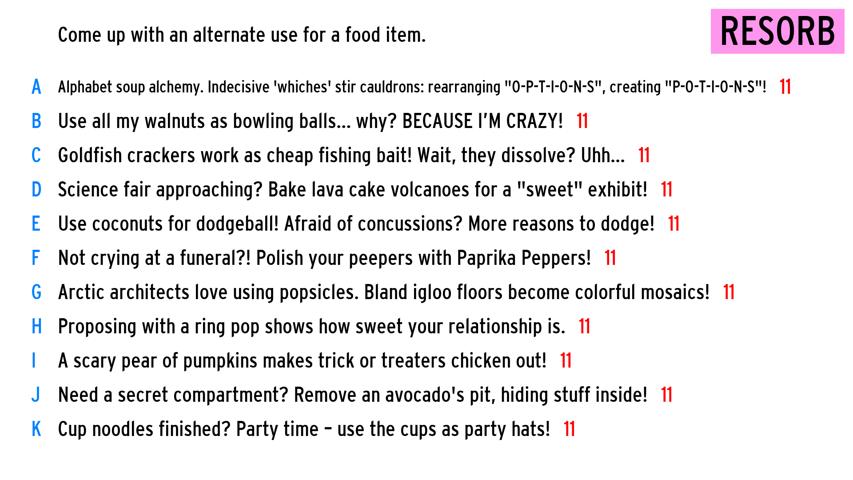 Come up with an alternate use for a food item.
RESORB
A Alphabet soup alchemy. Indecisive 'whiches' stir cauldrons: rearranging "O-P-T-I-O-N-S", creating "P-O-T-I-O-N-S"! 11
B Use all my walnuts as bowling balls... why? BECAUSE I'M CRAZY! 11
C Goldfish crackers work as cheap fishing bait! Wait, they dissolve? Uhh... 11
D Science fair approaching? Bake lava cake volcanoes for a "sweet" exhibit! 11
E Use coconuts for dodgeball! Afraid of concussions? More reasons to dodge! 11
F Not crying at a funeral?! Polish your peepers with Paprika Peppers! 11
G Arctic architects love using popsicles. Bland igloo floors become colorful mosaics! 11
H Proposing with a ring pop shows how sweet your relationship is. 11
I A scary pear of pumpkins makes trick or treaters chicken out! 11
J Need a secret compartment? Remove an avocado's pit, hiding stuff inside! 11
K Cup noodles finished? Party time – use the cups as party hats! 11